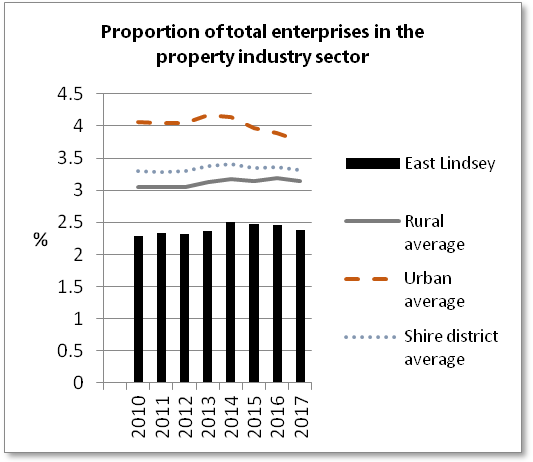 Proportion of total enterprises in the
property industry sector
4.5
4
3.5
3
2.5
2
1.5
1
0.5
0
%
2010
2011
2012
2013
2014
2015
2016
2017
East Lindsey
Rural
average
Urban
average
Shire district
average